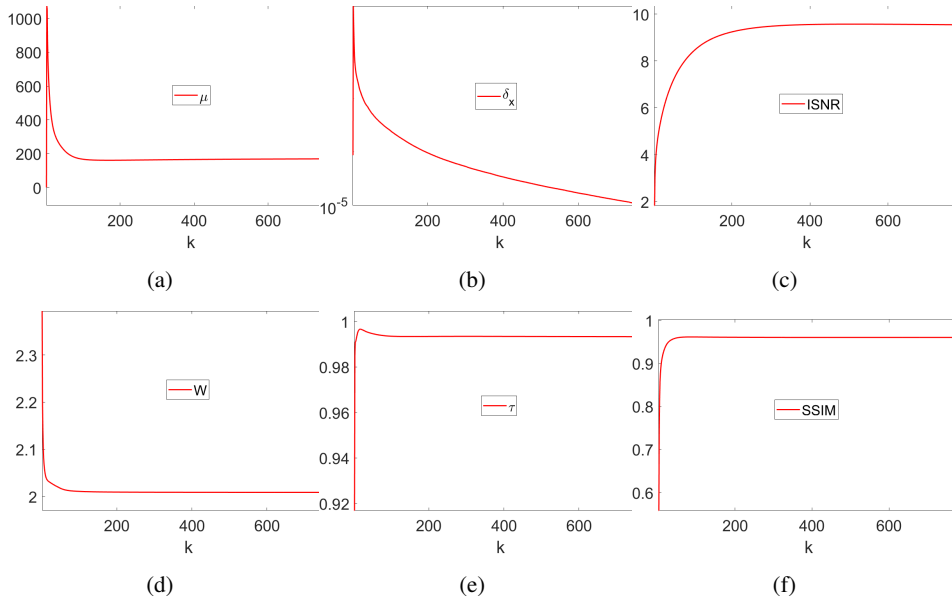 1000
800
600
400
200
0
μ
200 400 600
k
(a)
10^-5
δ_x
200 400 600
k
(b)
10
8
6
4
2
ISNR
200 400 600
k
(c)
2.3
2.2
2.1
2
W
200 400 600
k
(d)
1
0.98
0.96
0.94
0.92
τ
200 400 600
k
(e)
1
0.9
0.8
0.7
0.6
SSIM
200 400 600
k
(f)